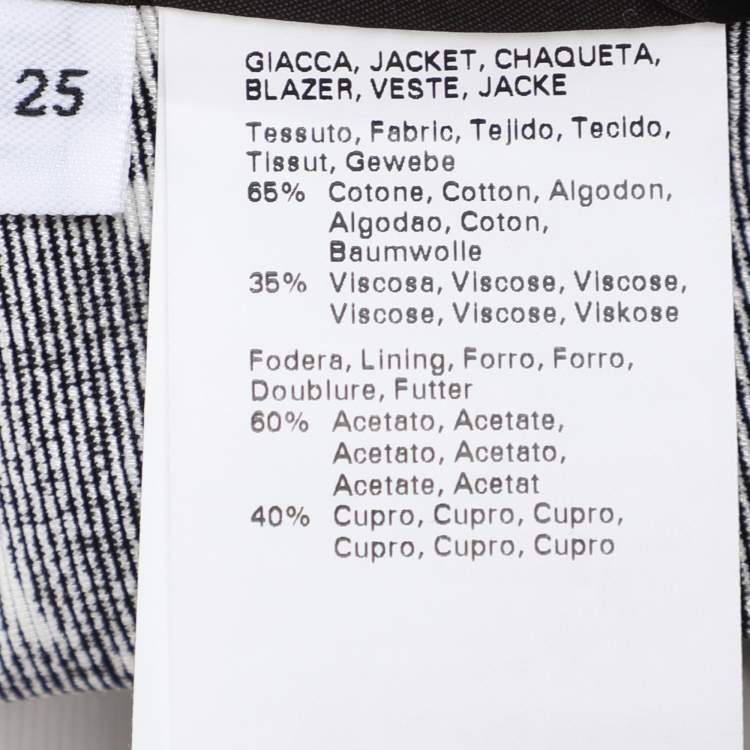 25
GIACCA, JACKET, CHAQUETA,
BLAZER, VESTE, JACKE
Tessuto, Fabric, Tejido, Tecido,
Tissut, Gewebe
65% Cotone, Cotton, Algodon,
Algodao, Coton,
Baumwolle
35% Viscosa, Viscose, Viscose,
Viscose, Viscose, Viskose
Fodera, Lining, Forro, Forro,
Doublure, Futter
60% Acetato, Acetate,
Acetato, Acetato,
Acetate, Acetat
40% Cupro, Cupro, Cupro,
Cupro, Cupro, Cupro